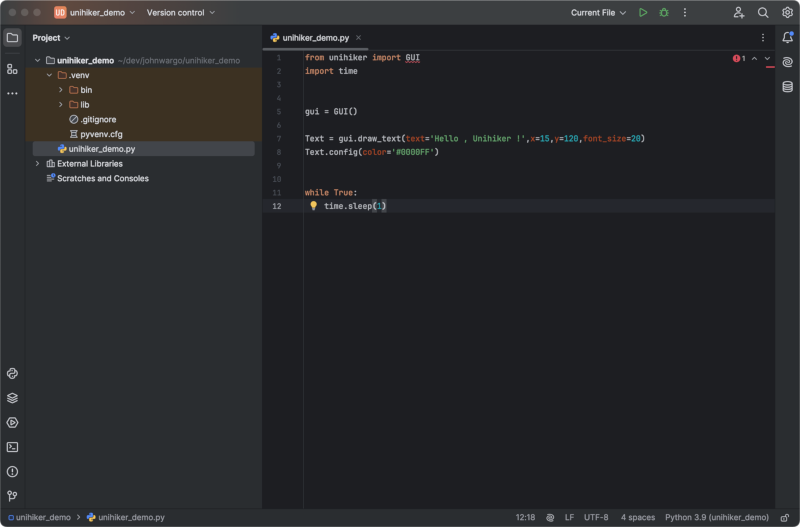 UD unihiker_demo Version control Current File
Project
unihiker_demo.py
unihiker_demo ~/dev/johnwargo/unihiker_demo
.venv
bin
lib
.gitignore
pyvenv.cfg
unihiker_demo.py
External Libraries
Scratches and Consoles
1 from unihiker import GUI
1
2 import time
3
4
5 gui = GUI()
6
7 Text = gui.draw_text(text='Hello , Unihiker !',x=15,y=120,font_size=20)
8 Text.config(color='#0000FF')
9
10
11 while True:
12 time.sleep(1)
unihiker_demo > unihiker_demo.py 12:18 LF UTF-8 4 spaces Python 3.9 (unihiker_demo)